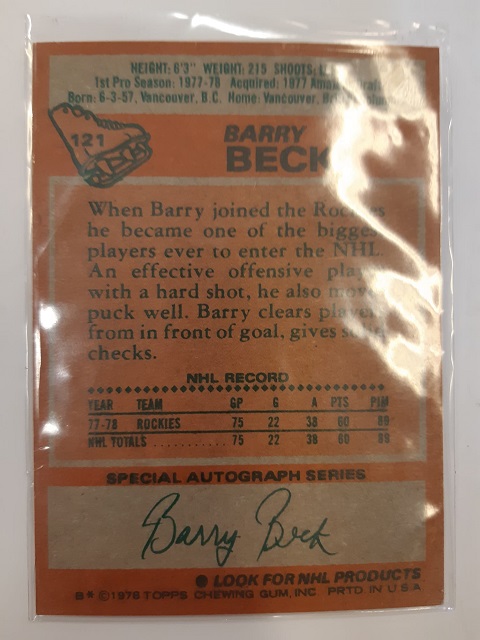 HEIGHT: 6'3" WEIGHT: 215 SHOOTS:
1st Pro Season: 1977-78 Acquired: 1977
Born: 6-3-57, Vancouver, B.C. Home: Vancouver,
121
BARRY
BECK
When Barry joined the Rockies
he became one of the biggest
players ever to enter the NHL.
An effective offensive player
with a hard shot, he also moves
puck well. Barry clears players
from in front of goal, gives solid
checks.
NHL RECORD
YEAR TEAM GP G A PTS PIM
77-78 ROCKIES 75 22 38 60 89
NHL TOTALS ........... 75 22 38 60 89
SPECIAL AUTOGRAPH SERIES
Barry Beck
LOOK FOR NHL PRODUCTS
B* ©1978 TOPPS CHEWING GUM, INC PRTD IN U.S.A